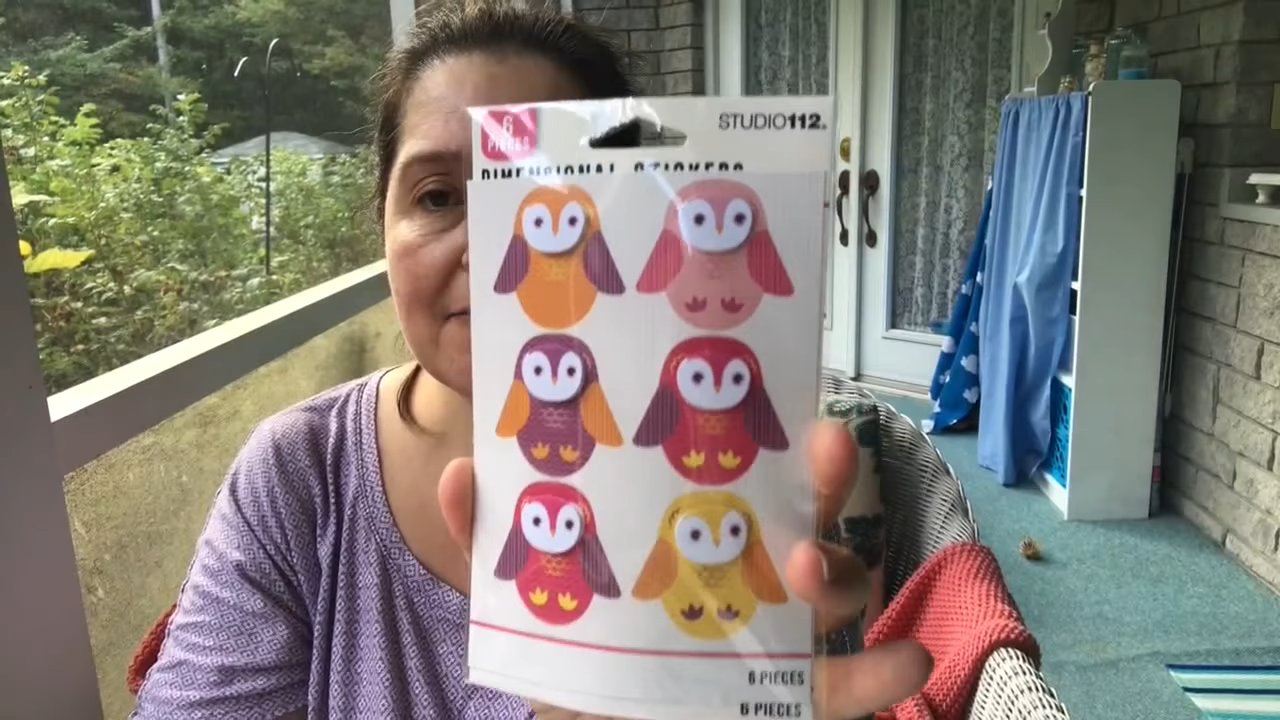 6
PIECES
STUDIO112.
DIMENSIONAL STICKERS
6 PIECES
6 PIECES